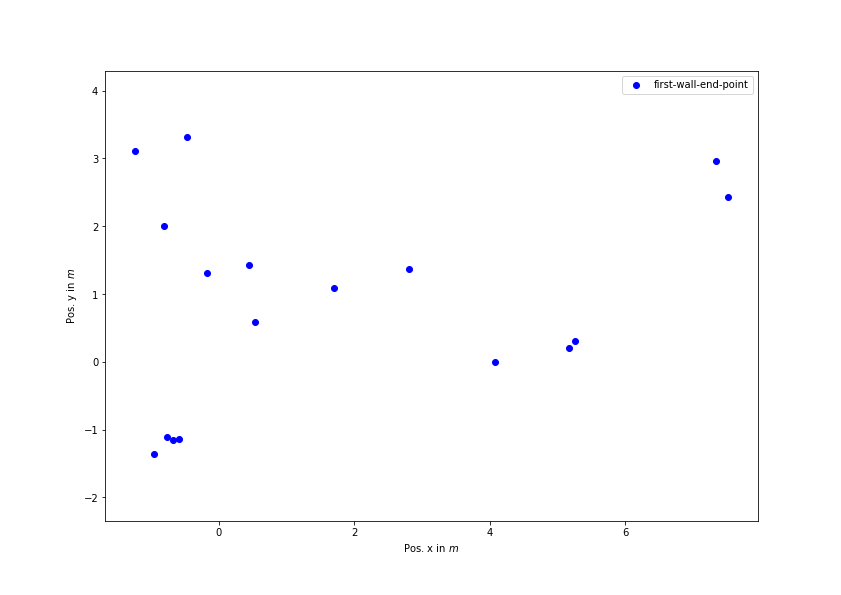 first-wall-end-point
4
3
2
1
0
−1
−2
Pos. y in m
0 2 4 6
Pos. x in m